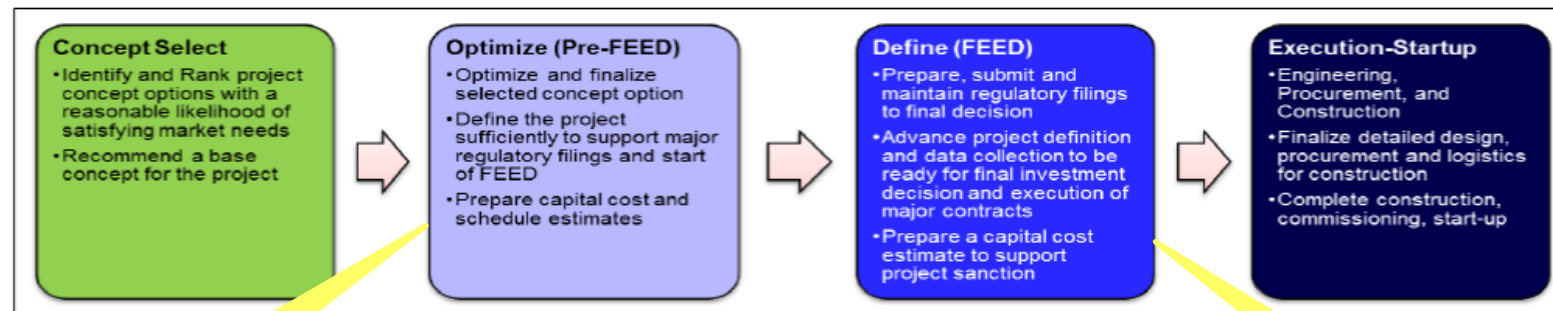 Concept Select
•Identify and Rank project
concept options with a
reasonable likelihood of
satisfying market needs
•Recommend a base
concept for the project
Optimize (Pre-FEED)
•Optimize and finalize
selected concept option
•Define the project
sufficiently to support major
regulatory filings and start
of FEED
•Prepare capital cost and
schedule estimates
Define (FEED)
•Prepare, submit and
maintain regulatory filings
to final decision
•Advance project definition
and data collection to be
ready for final investment
decision and execution of
major contracts
•Prepare a capital cost
estimate to support
project sanction
Execution-Startup
•Engineering,
Procurement, and
Construction
•Finalize detailed design,
procurement and logistics
for construction
•Complete construction,
commissioning, start-up